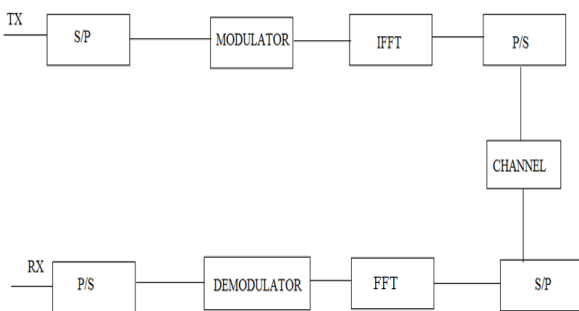 TX
S/P
MODULATOR
IFFT
P/S
CHANNEL
RX
P/S
DEMODULATOR
FFT
S/P